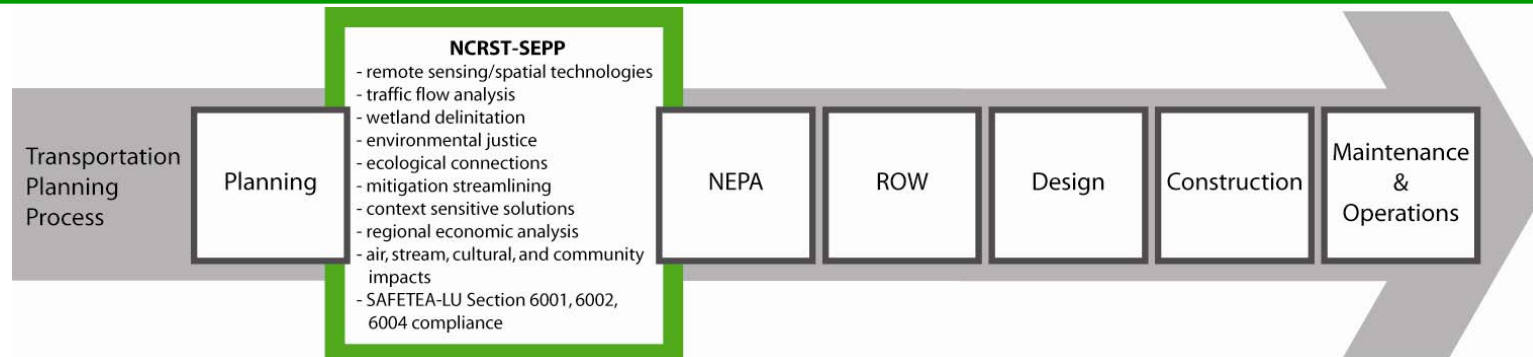 Transportation
Planning
Process
Planning
NCRST-SEPP
- remote sensing/spatial technologies
- traffic flow analysis
- wetland delinitation
- environmental justice
- ecological connections
- mitigation streamlining
- context sensitive solutions
- regional economic analysis
- air, stream, cultural, and community
impacts
- SAFETEA-LU Section 6001, 6002,
6004 compliance
NEPA
ROW
Design
Construction
Maintenance
&
Operations